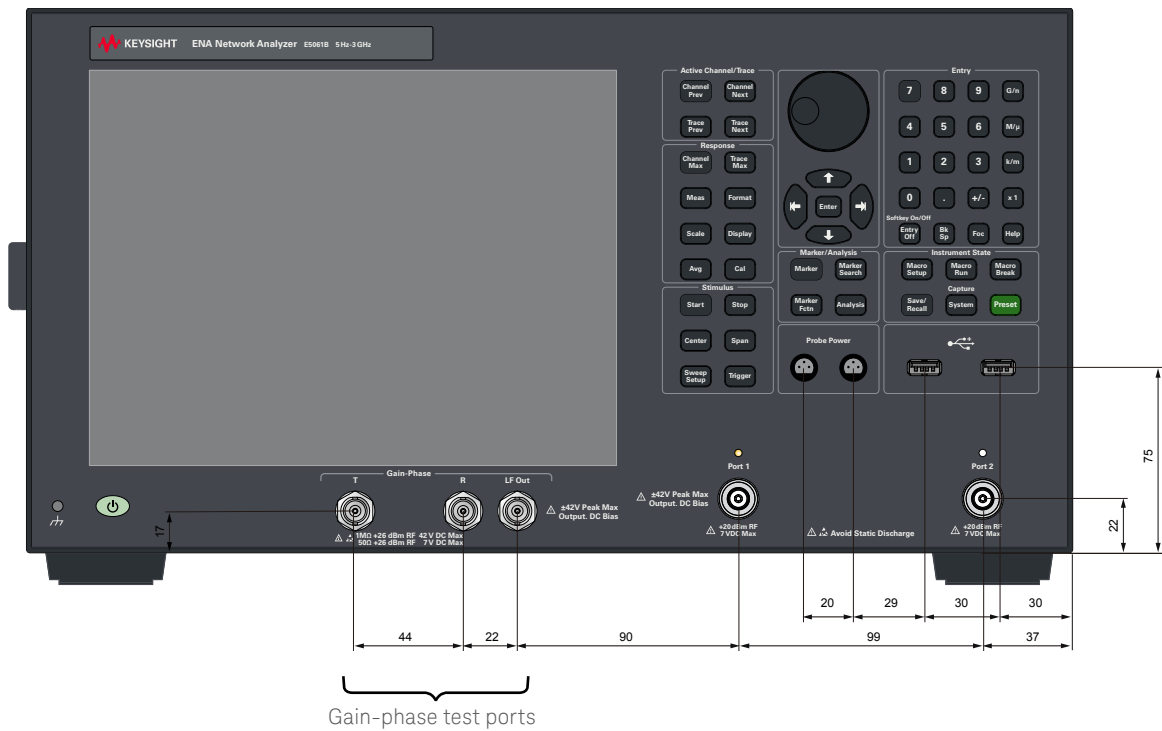 KEYSIGHT ENA Network Analyzer E5061B 5 Hz-3 GHz
Active Channel/Trace
Channel Prev
Channel Next
Trace Prev
Trace Next
Response
Channel Max
Trace Max
Meas
Format
Scale
Display
Avg
Cal
Stimulus
Start
Stop
Center
Span
Sweep Setup
Trigger
Enter
Marker/Analysis
Marker
Marker Search
Marker Fctn
Analysis
Probe Power
Entry
7 8 9 G/n
4 5 6 M/µ
1 2 3 k/m
0 . +/- x 1
Softkey On/Off
Entry Off
Bk Sp
Foc
Help
Instrument State
Macro Setup
Macro Run
Macro Break
Capture
Save/ Recall
System
Preset
Gain-Phase
T R LF Out
±42V Peak Max
Output. DC Bias
1MΩ +26 dBm RF 42 V DC Max
50Ω +26 dBm RF 7 V DC Max
±42V Peak Max
Output. DC Bias
Port 1
+20 dBm RF
7 VDC Max
Avoid Static Discharge
Port 2
+20 dBm RF
7 VDC Max
17
75
22
20 29 30 30
44 22 90 99 37
Gain-phase test ports